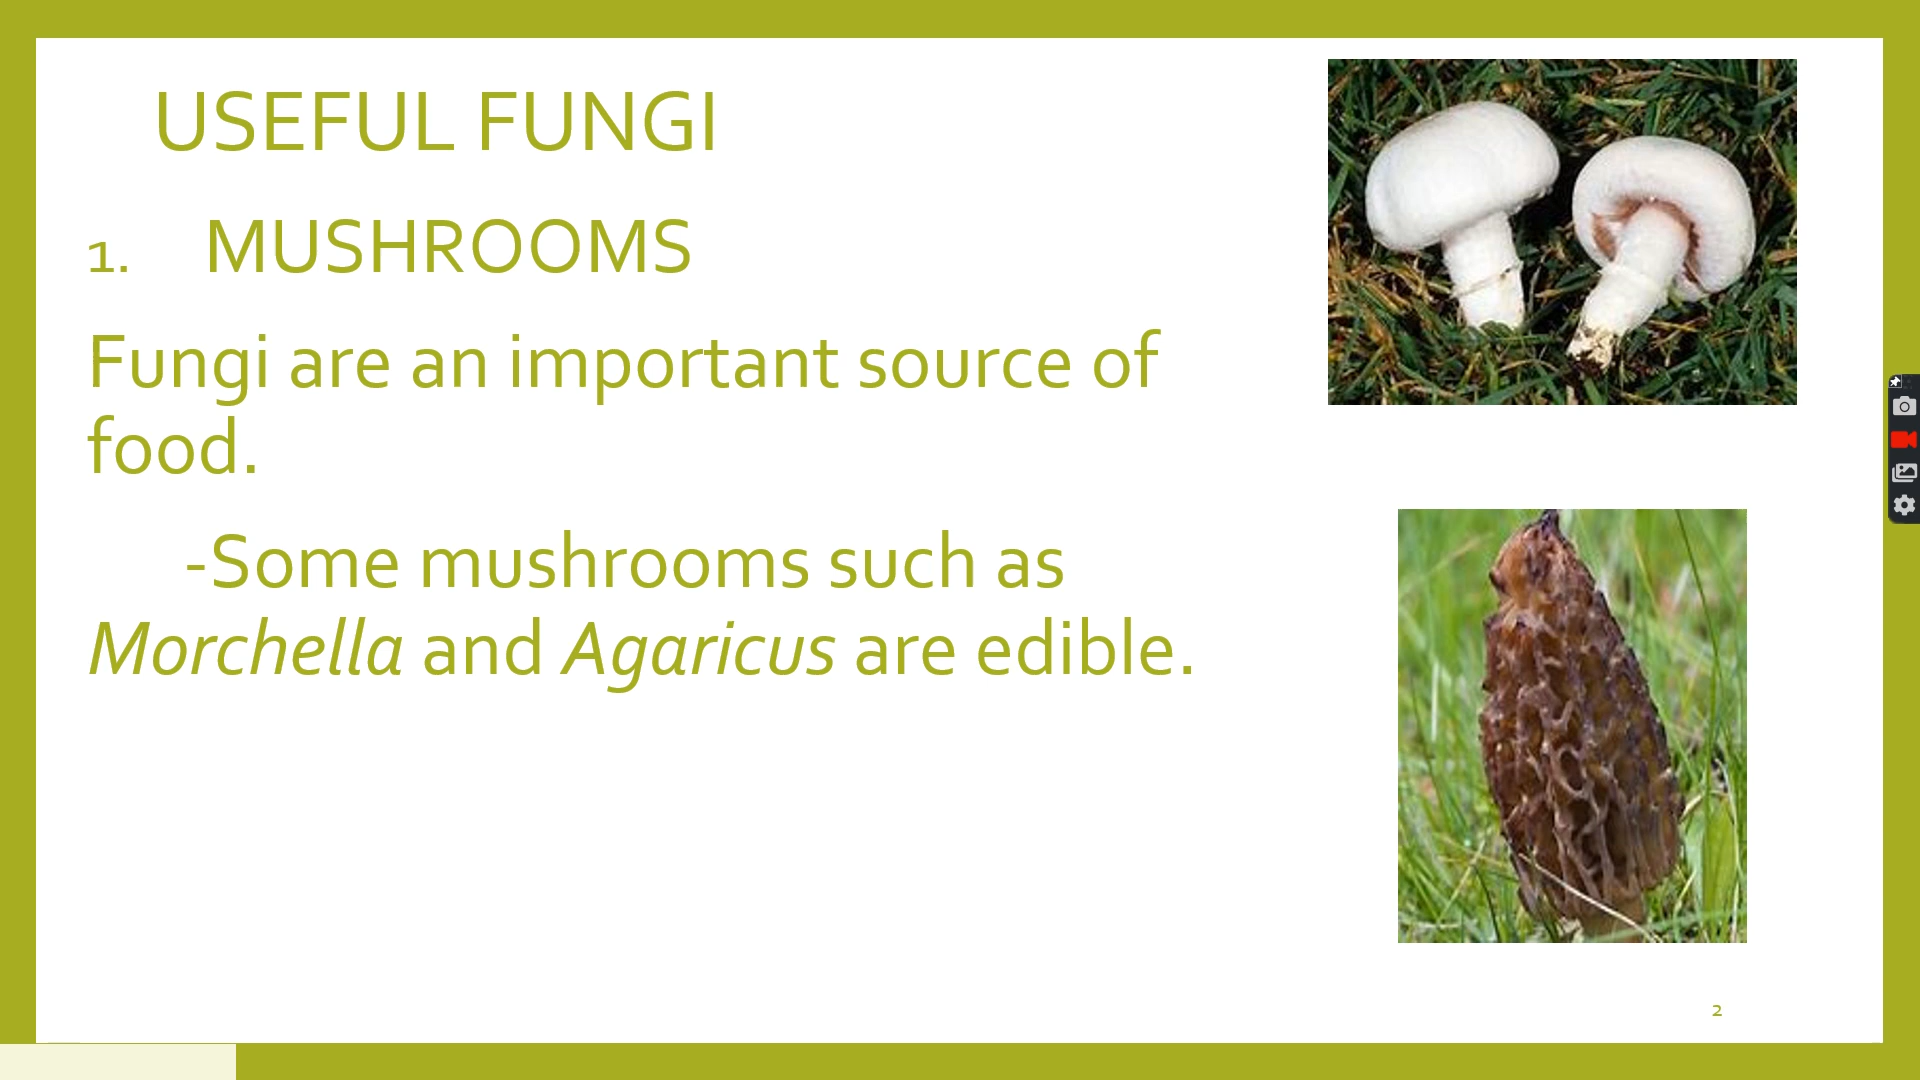 USEFUL FUNGI
1. MUSHROOMS
Fungi are an important source of
food.
-Some mushrooms such as
Morchella and Agaricus are edible.
2